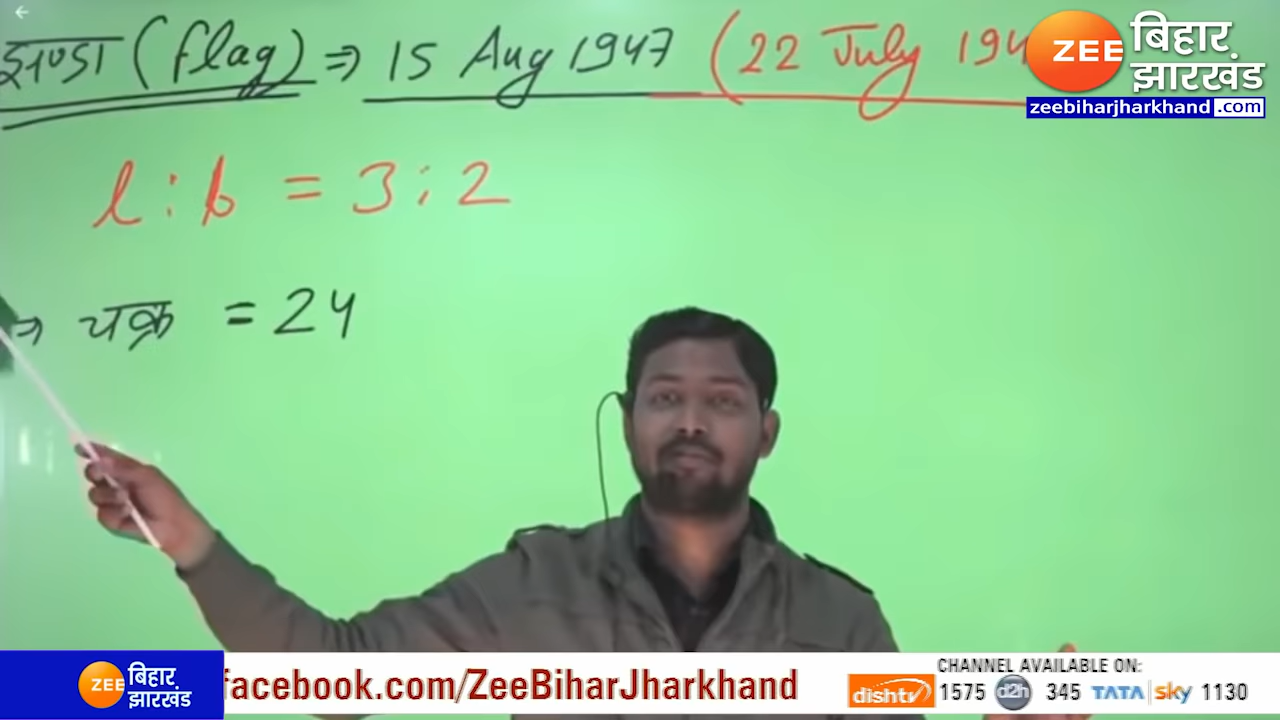 झण्डा (flag) ⇒ 15 Aug 1947 (22 July 194
ZEE बिहार झारखंड
zeebiharjharkhand.com
l : b = 3 : 2
⇒ चक्र = 24
ZEE बिहार झारखंड
facebook.com/ZeeBiharJharkhand
CHANNEL AVAILABLE ON:
dishtv 1575 d2h 345 TATA sky 1130